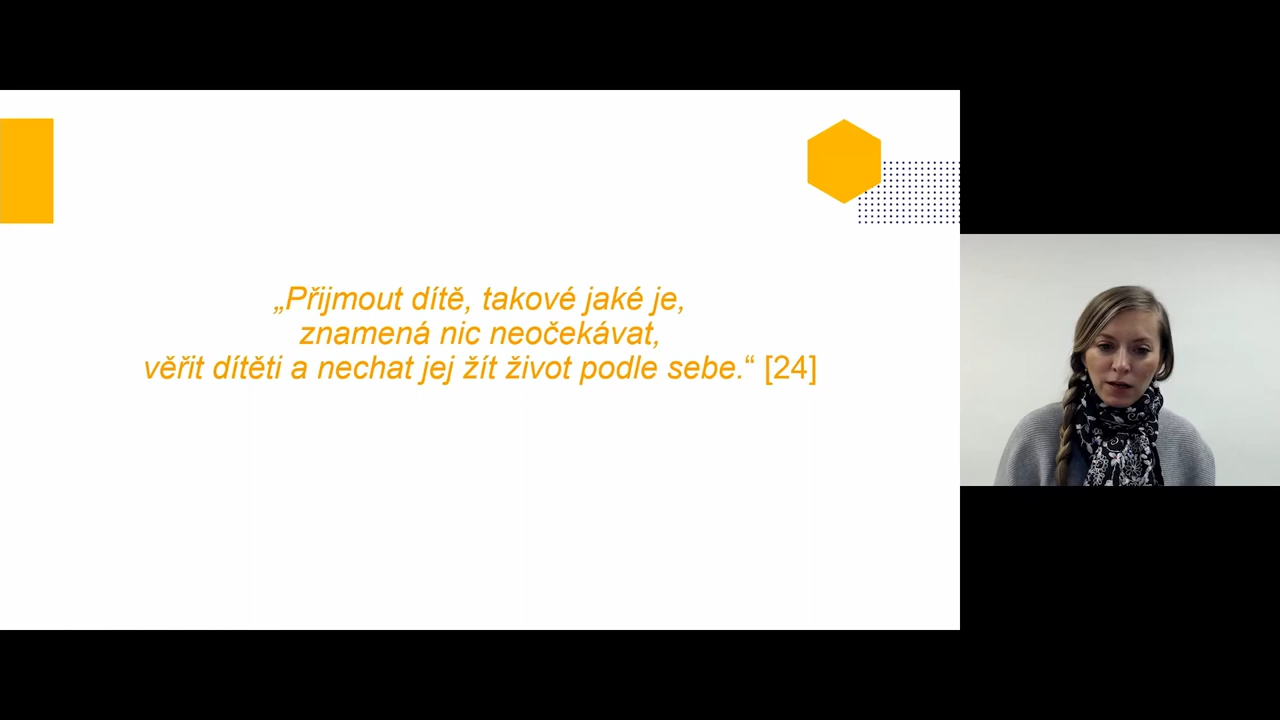 „Přijmout dítě, takové jaké je,
znamená nic neočekávat,
věřit dítěti a nechat jej žít život podle sebe.“ [24]